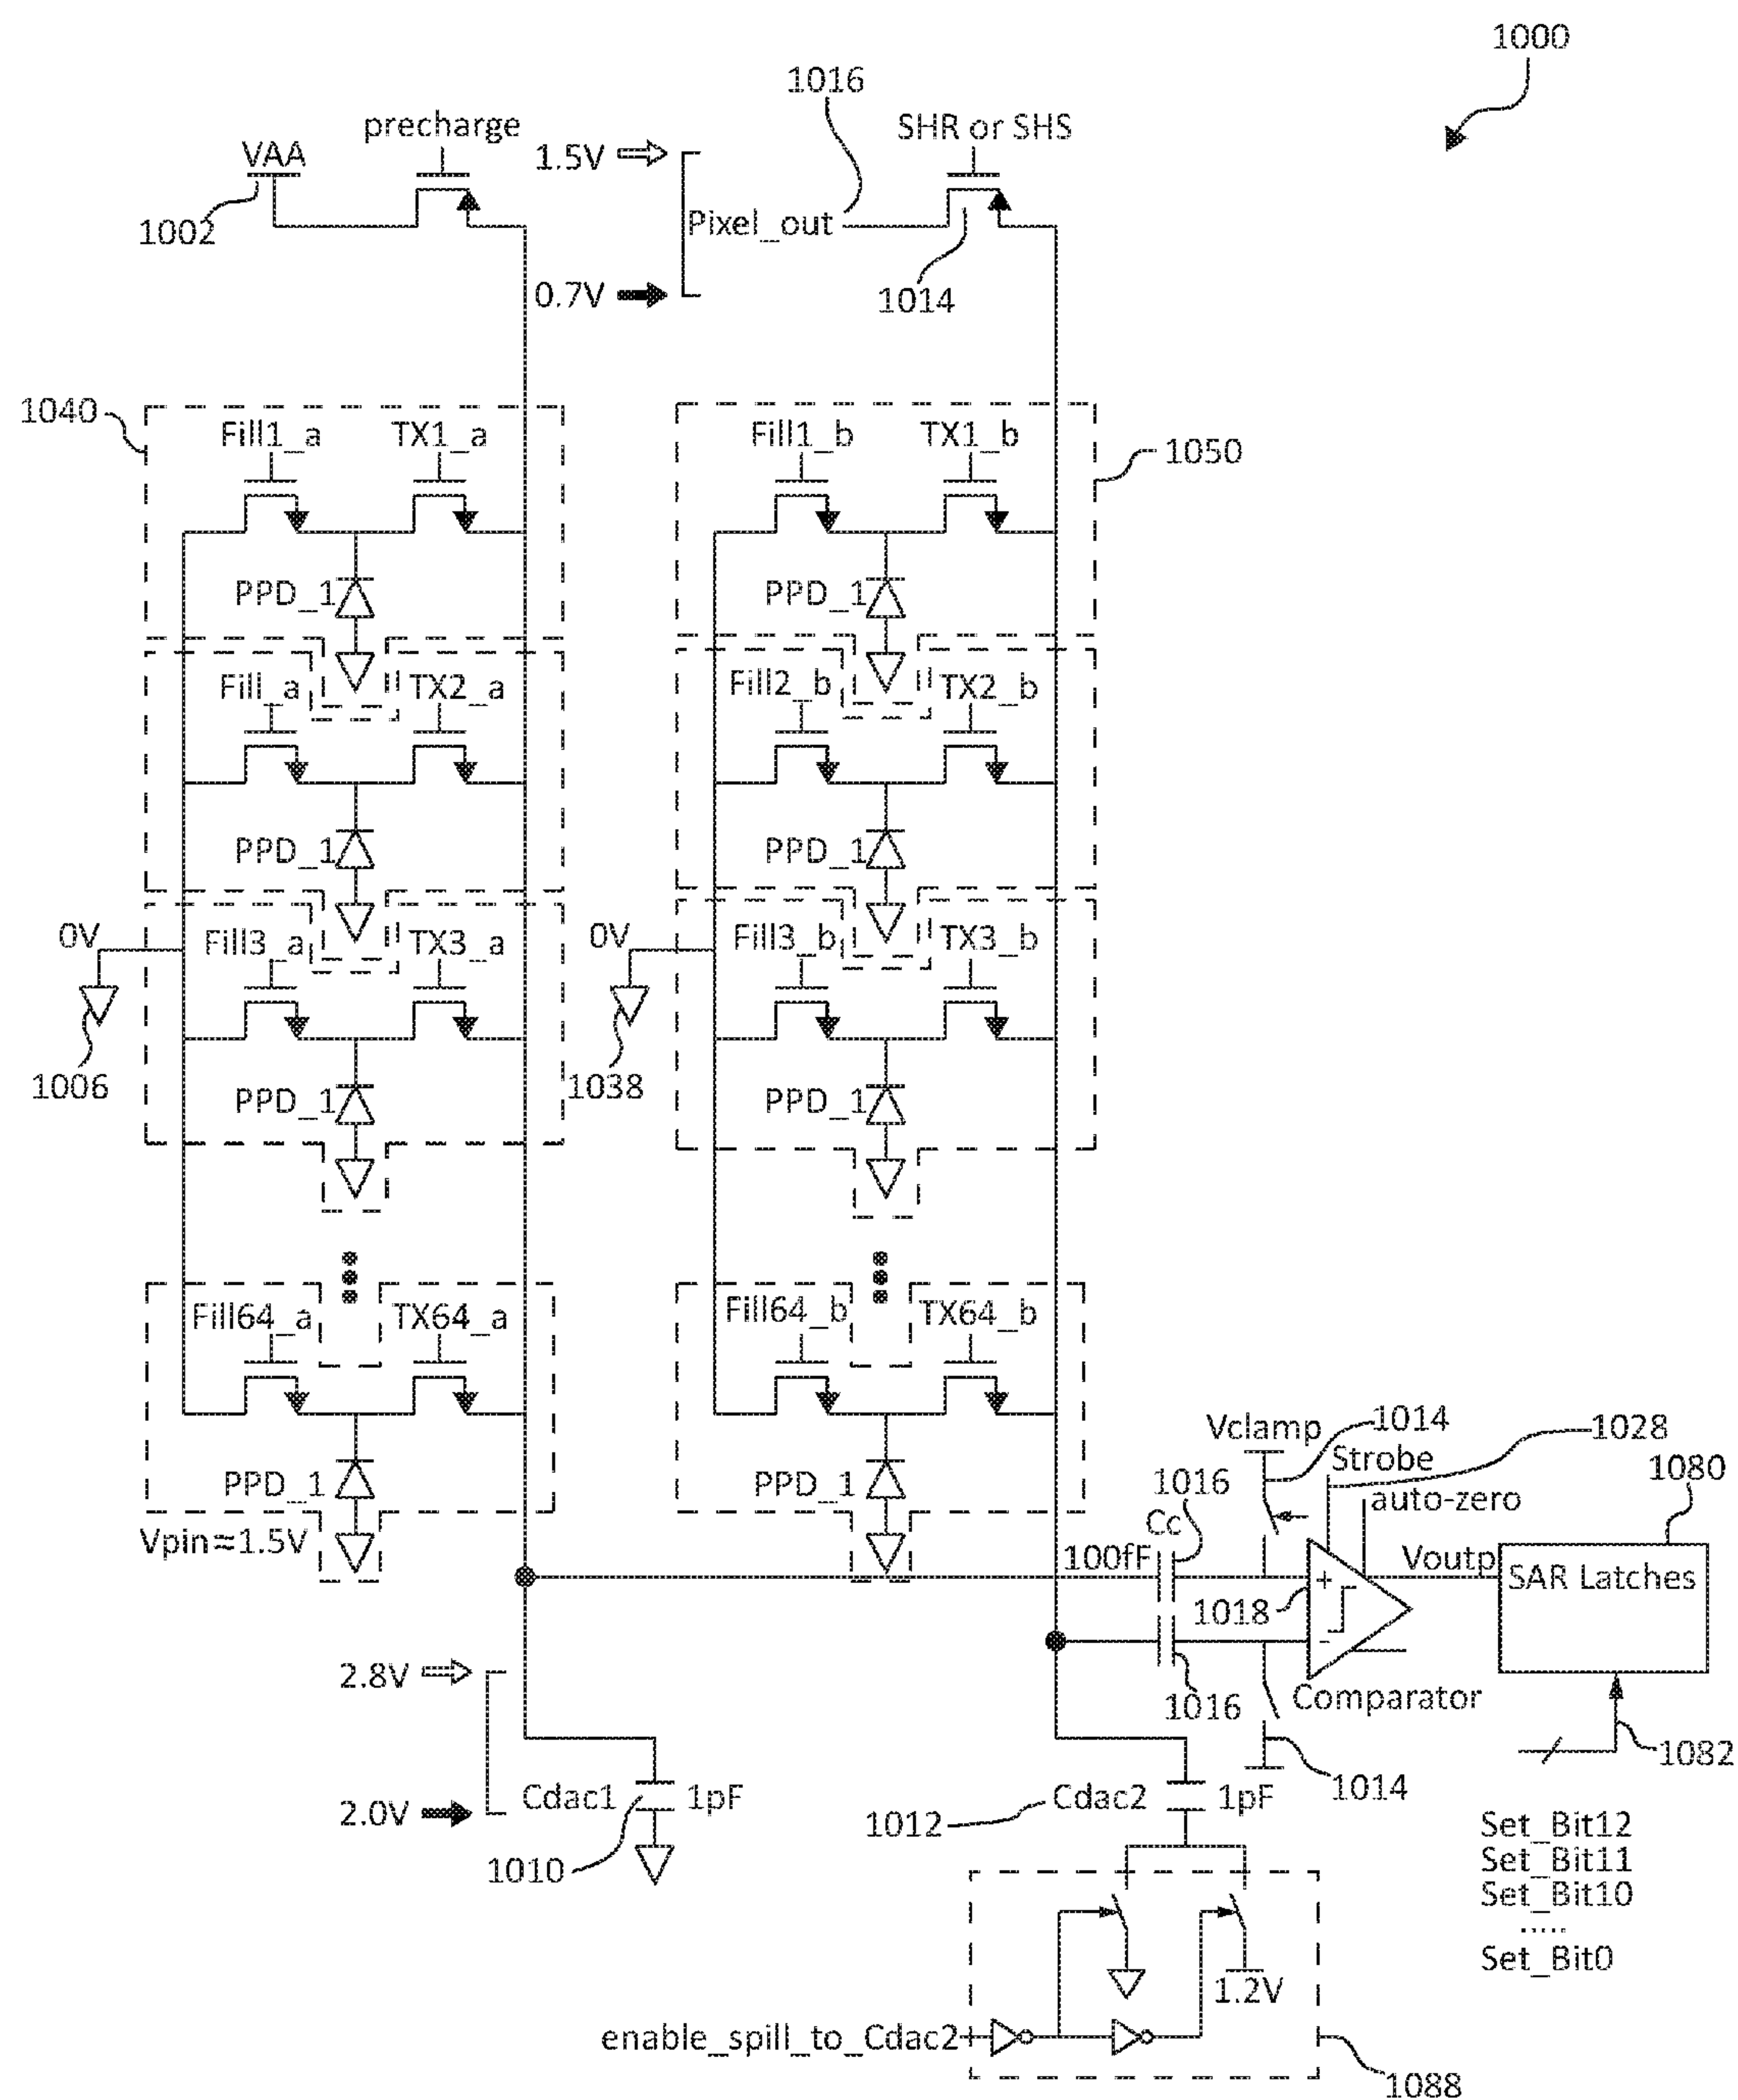 1000
1016
precharge
SHR or SHS
VAA
1.5V
1002
Pixel_out
0.7V
1014
1040
Fill1_a
TX1_a
Fill1_b
TX1_b
1050
PPD_1
PPD_1
Fill_a
TX2_a
Fill2_b
TX2_b
PPD_1
PPD_1
0V
Fill3_a
TX3_a
0V
Fill3_b
TX3_b
1006
PPD_1
1038
PPD_1
Fill64_a
TX64_a
Fill64_b
TX64_b
Vclamp
1014
1028
Strobe
PPD_1
PPD_1
1016
1080
auto-zero
Vpin=1.5V
Cc
100fF
Voutp
SAR Latches
+
1018
-
2.8V
1016
Comparator
1082
2.0V
Cdac1
1pF
Cdac2
1pF
1014
1012
1010
Set_Bit12
Set_Bit11
Set_Bit10
.....
Set_Bit0
1.2V
enable_spill_to_Cdac2
1088